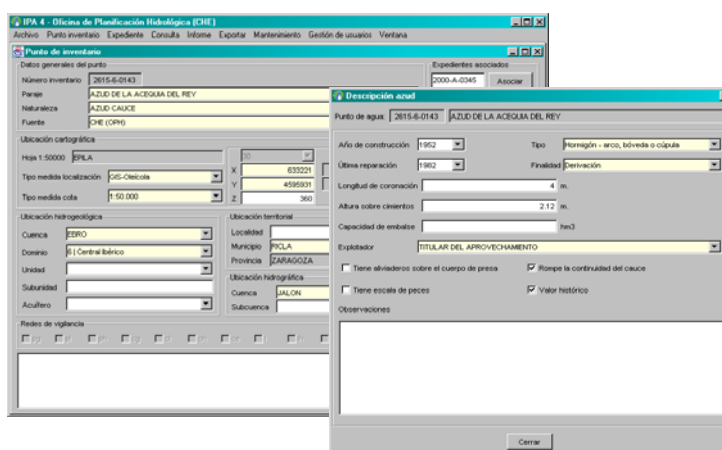 IPA 4 - Oficina de Planificación Hidrológica (CHE)
Archivo Punto inventario Expediente Consulta Informe Exportar Mantenimiento Gestión de usuarios Ventana
Punto de inventario
Datos generales del punto
Número inventario 2615-6-0143
Paraje AZUD DE LA ACEQUIA DEL REY
Naturaleza AZUD CAUCE
Fuente CHE (OPH)
Expedientes asociados
2000-A-0345 Asociar
Ubicación cartográfica
Hoja 1:50000 EPILA
Tipo medida localización GIS-Oleícola
Tipo medida cota 1:50.000
30
X 633221
Y 4595931
Z 360
Ubicación hidrogeológica
Cuenca EBRO
Dominio 6 | Central Ibérico
Unidad
Subunidad
Acuífero
Ubicación territorial
Localidad
Municipio RICLA
Provincia ZARAGOZA
Ubicación hidrográfica
Cuenca JALON
Subcuenca
Redes de vigilancia
Descripción azud
Punto de agua: 2615-6-0143 AZUD DE LA ACEQUIA DEL REY
Año de construcción 1952 Tipo Hormigón - arco, bóveda o cúpula
Última reparación 1982 Finalidad Derivación
Longitud de coronación 4 m.
Altura sobre cimientos 2.12 m.
Capacidad de embalse hm3
Explotador TITULAR DEL APROVECHAMIENTO
Tiene aliviaderos sobre el cuerpo de presa Rompe la continuidad del cauce
Tiene escala de peces Valor histórico
Observaciones
Cerrar